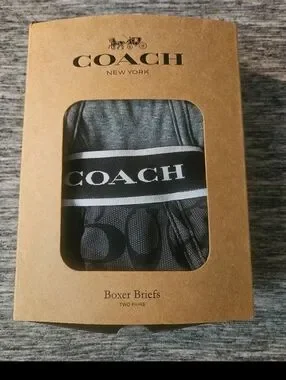 COACH
NEW YORK
COACH
Boxer Briefs
TWO PAIRS